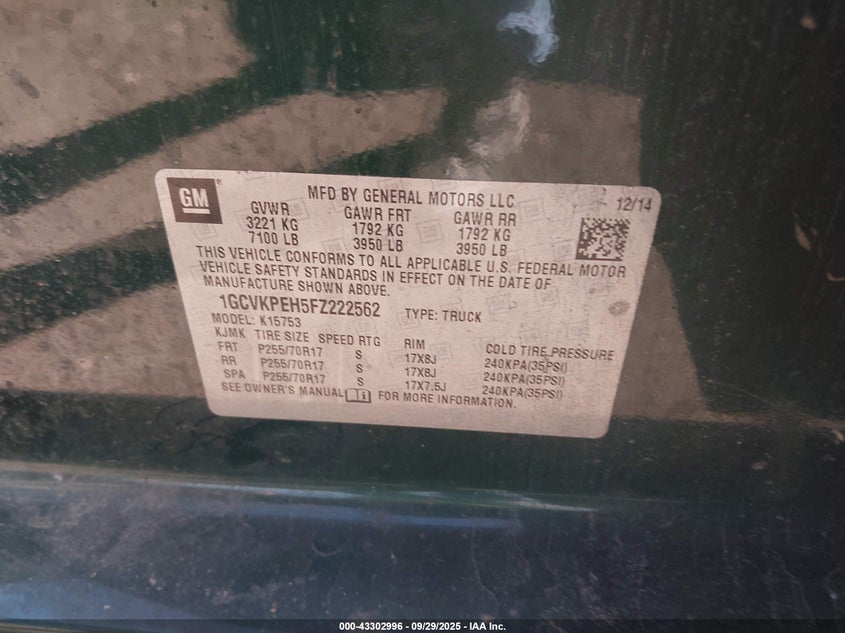 GM
MFD BY GENERAL MOTORS LLC
12/14
GVWR GAWR FRT GAWR RR
3221 KG 1792 KG 1792 KG
7100 LB 3950 LB 3950 LB
THIS VEHICLE CONFORMS TO ALL APPLICABLE U.S. FEDERAL MOTOR
VEHICLE SAFETY STANDARDS IN EFFECT ON THE DATE OF
MANUFACTURE SHOWN ABOVE.
1GCVKPEH5FZ222562 TYPE: TRUCK
MODEL: K15753
KJMK TIRE SIZE SPEED RTG RIM COLD TIRE PRESSURE
FRT P255/70R17 S 17X8J 240KPA(35PSI)
RR P255/70R17 S 17X8J 240KPA(35PSI)
SPA P255/70R17 S 17X7.5J 240KPA(35PSI)
SEE OWNER'S MANUAL FOR MORE INFORMATION.
000-43302996 - 09/29/2025 - IAA Inc.